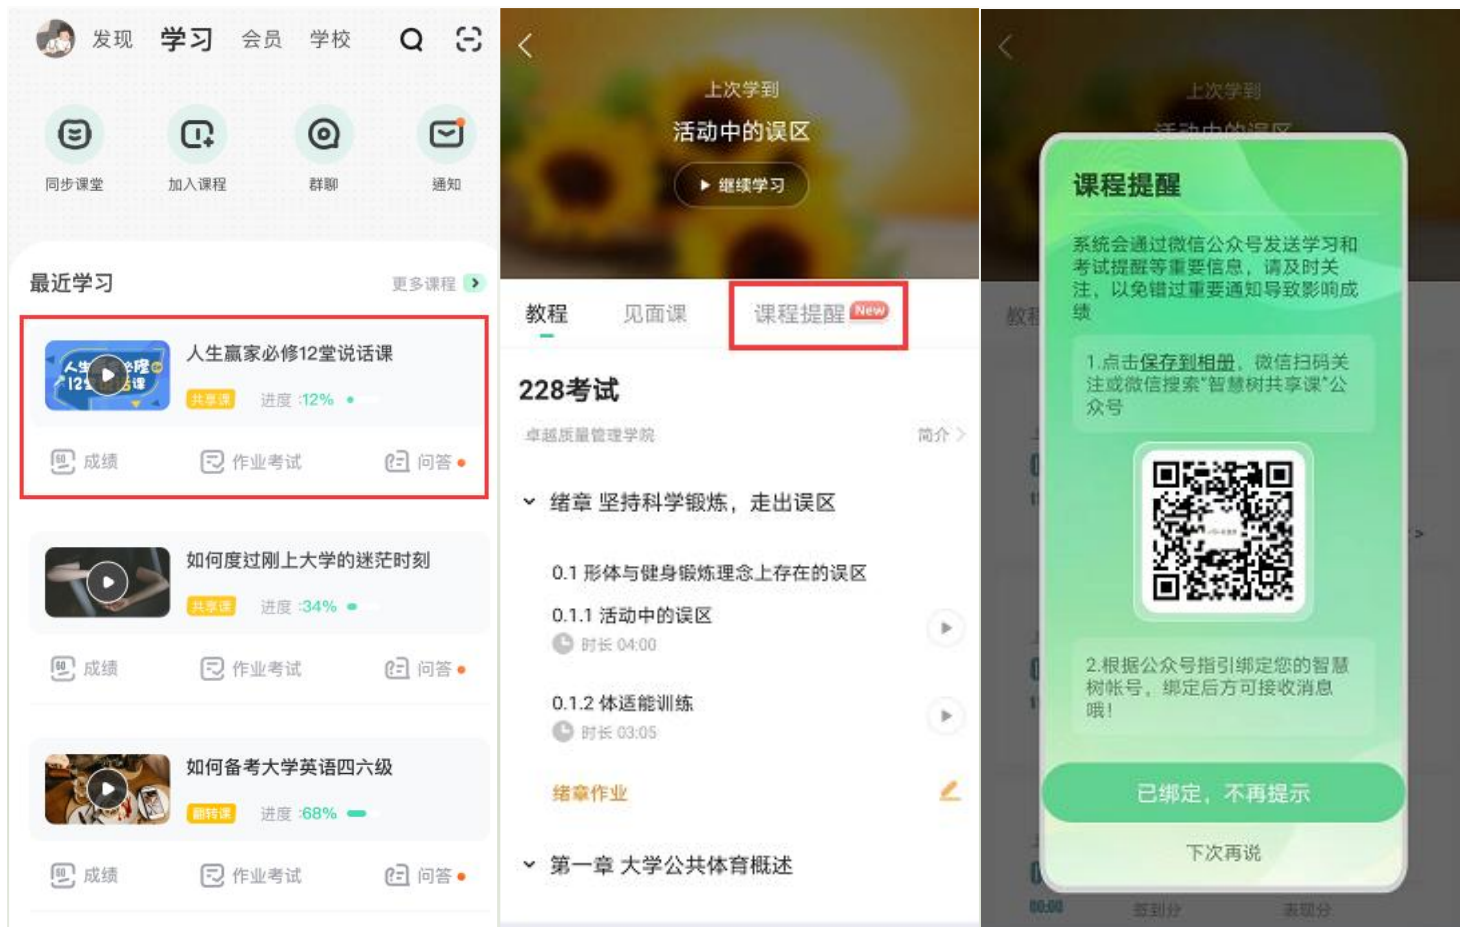 发现 学习 会员 学校
同步课堂 加入课程 群聊 通知
最近学习 更多课程
人生赢家必修12堂说话课
共享课 进度:12%
成绩 作业考试 问答
如何度过刚上大学的迷茫时刻
共享课 进度:34%
成绩 作业考试 问答
如何备考大学英语四六级
翻转课 进度:68%
成绩 作业考试 问答
上次学到
活动中的误区
继续学习
教程 见面课 课程提醒 New
228考试
卓越质量管理学院 简介
绪章 坚持科学锻炼，走出误区
0.1 形体与健身锻炼理念上存在的误区
0.1.1 活动中的误区
时长 04:00
0.1.2 体适能训练
时长 03:05
绪章作业
第一章 大学公共体育概述
上次学到
活动中的误区
课程提醒
系统会通过微信公众号发送学习和
考试提醒等重要信息，请及时关
注，以免错过重要通知导致影响成
绩
1.点击保存到相册，微信扫码关
注或微信搜索"智慧树共享课"公
众号
2.根据公众号指引绑定您的智慧
树帐号，绑定后方可接收消息
哦！
已绑定，不再提示
下次再说
00:00 签到分 表现分